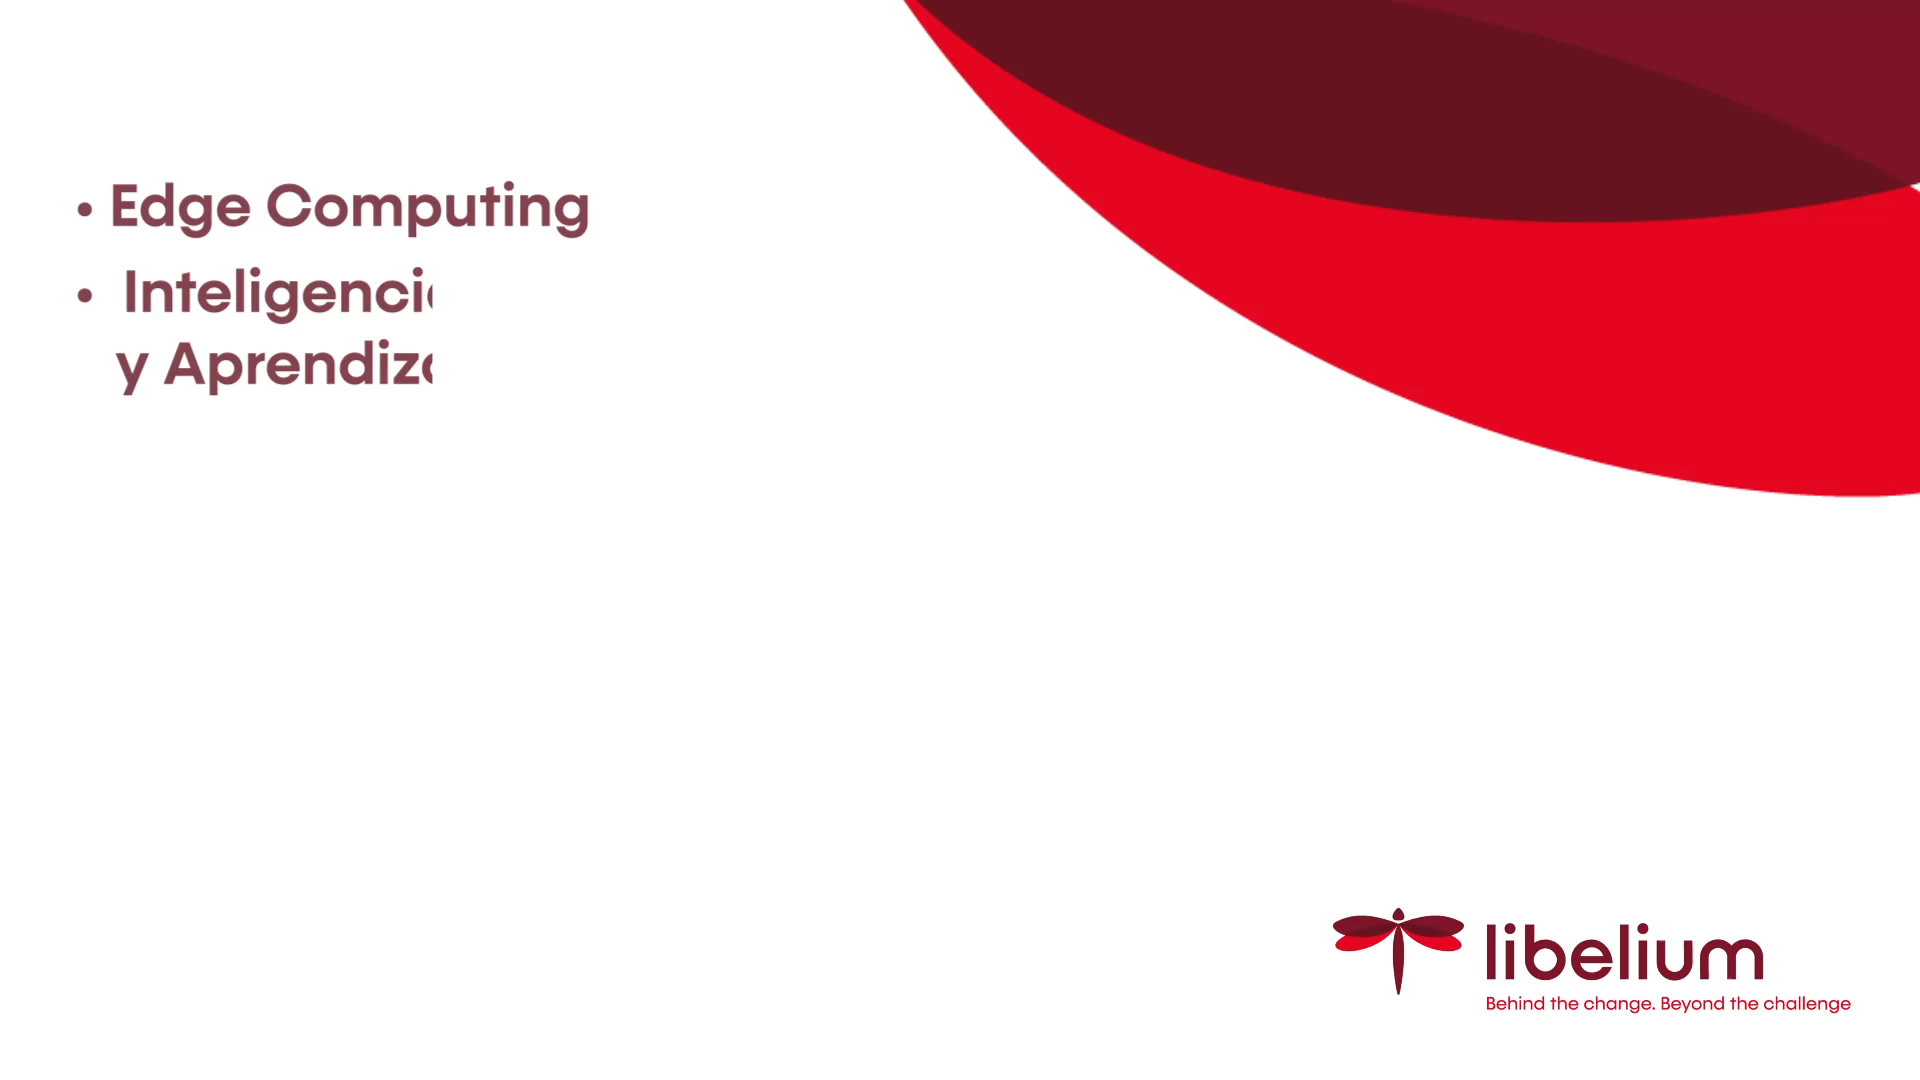 • Edge Computing
• Inteligenci
y Aprendiz
libelium
Behind the change. Beyond the challenge